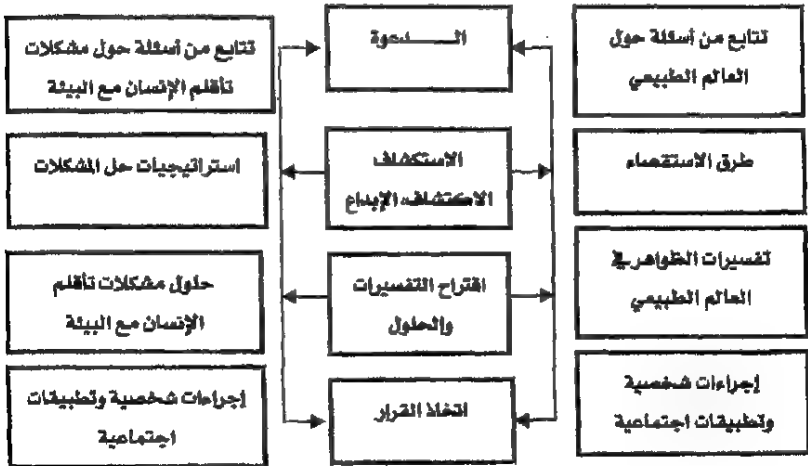 تتابع من أسئلة حول
العالم الطبيعي
الـــــدعوة
تتابع من أسئلة حول مشكلات
تأقلم الإنسان مع البيئة
طرق الاستقصاء
الاستكشاف
الاكتشاف، الإبداع
استراتيجيات حل المشكلات
تفسيرات الظواهر في
العالم الطبيعي
اقتراح التفسيرات
والحلول
حلول مشكلات تأقلم
الإنسان مع البيئة
إجراءات شخصية
وتطبيقات اجتماعية
اتخاذ القرار
إجراءات شخصية وتطبيقات
اجتماعية